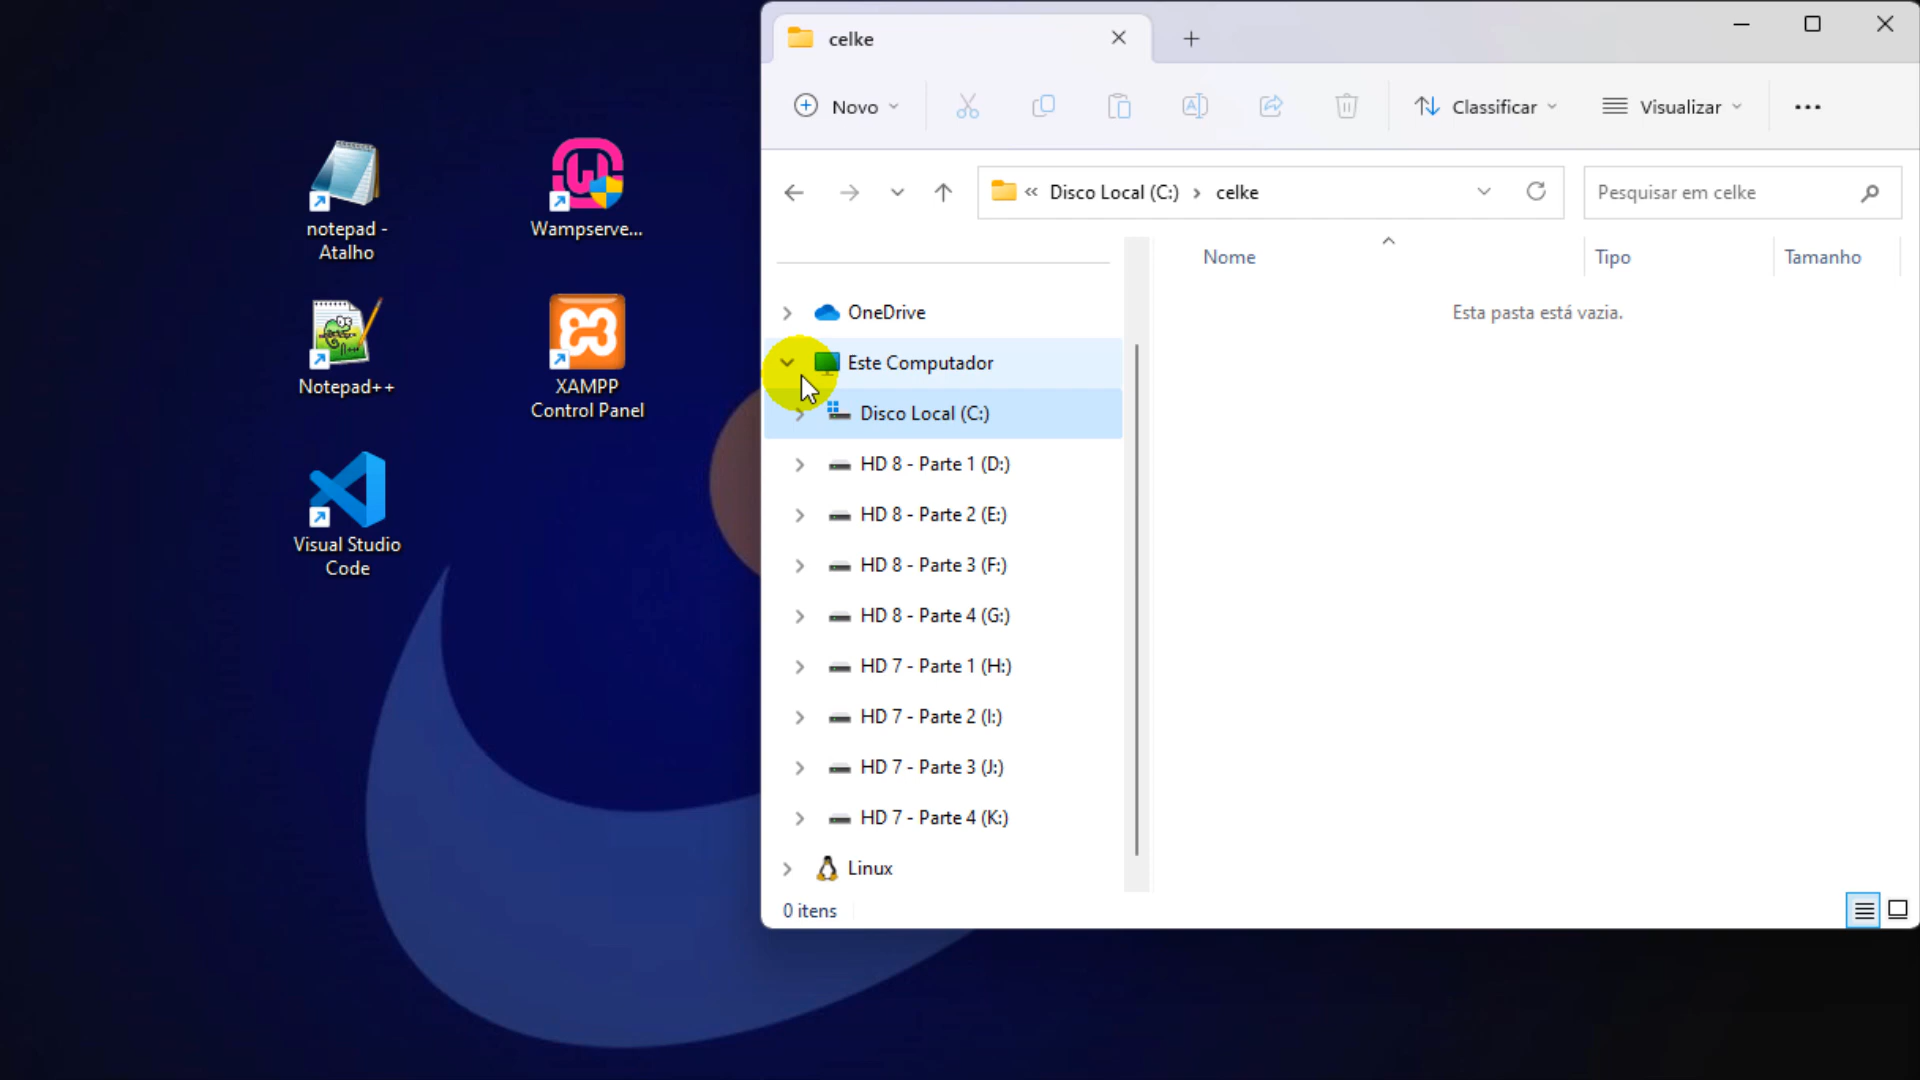 notepad -
Atalho
Wampserve...
Notepad++
XAMPP
Control Panel
Visual Studio
Code
celke
Novo
Classificar
Visualizar
« Disco Local (C:) > celke
Pesquisar em celke
Nome
Tipo
Tamanho
Esta pasta está vazia.
OneDrive
Este Computador
Disco Local (C:)
HD 8 - Parte 1 (D:)
HD 8 - Parte 2 (E:)
HD 8 - Parte 3 (F:)
HD 8 - Parte 4 (G:)
HD 7 - Parte 1 (H:)
HD 7 - Parte 2 (I:)
HD 7 - Parte 3 (J:)
HD 7 - Parte 4 (K:)
Linux
0 itens